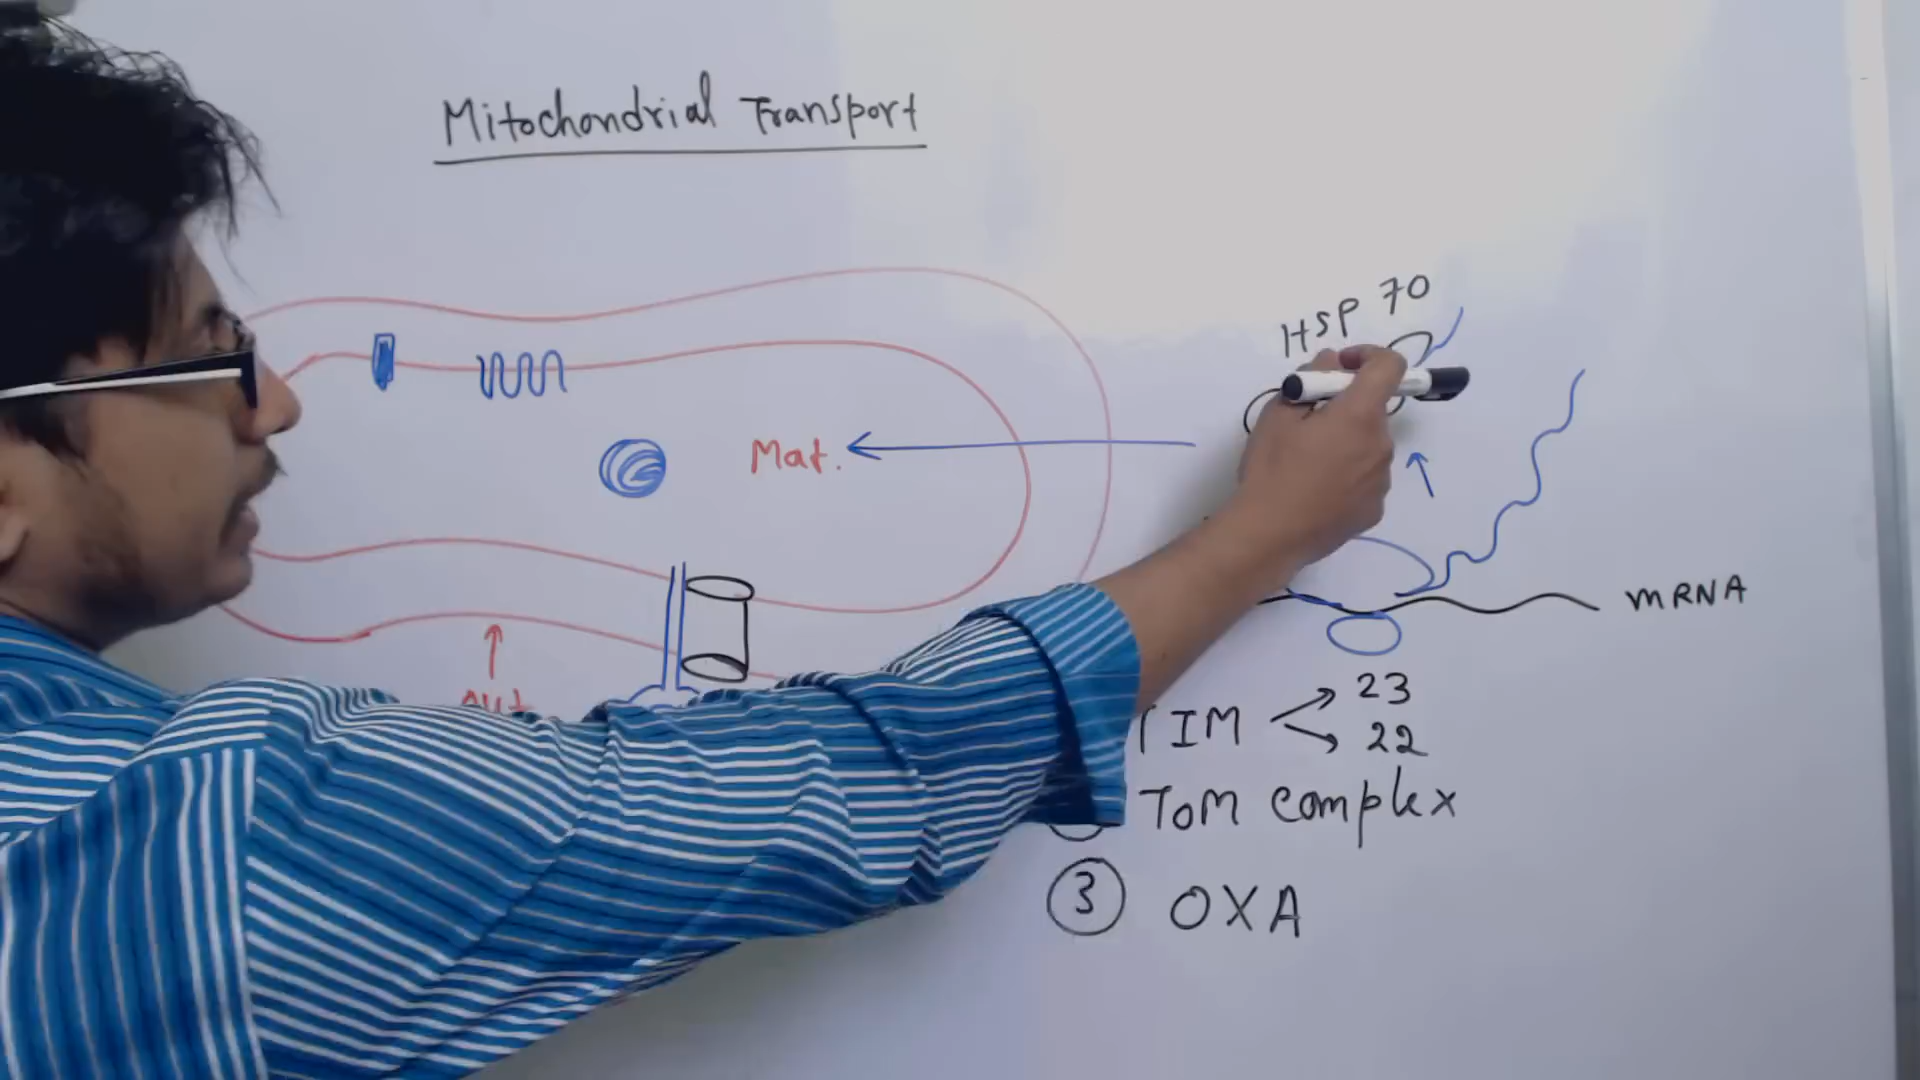 Mitochondrial Transport
HSP 70
Mat.
mRNA
TIM
23
22
TOM complex
3 OXA